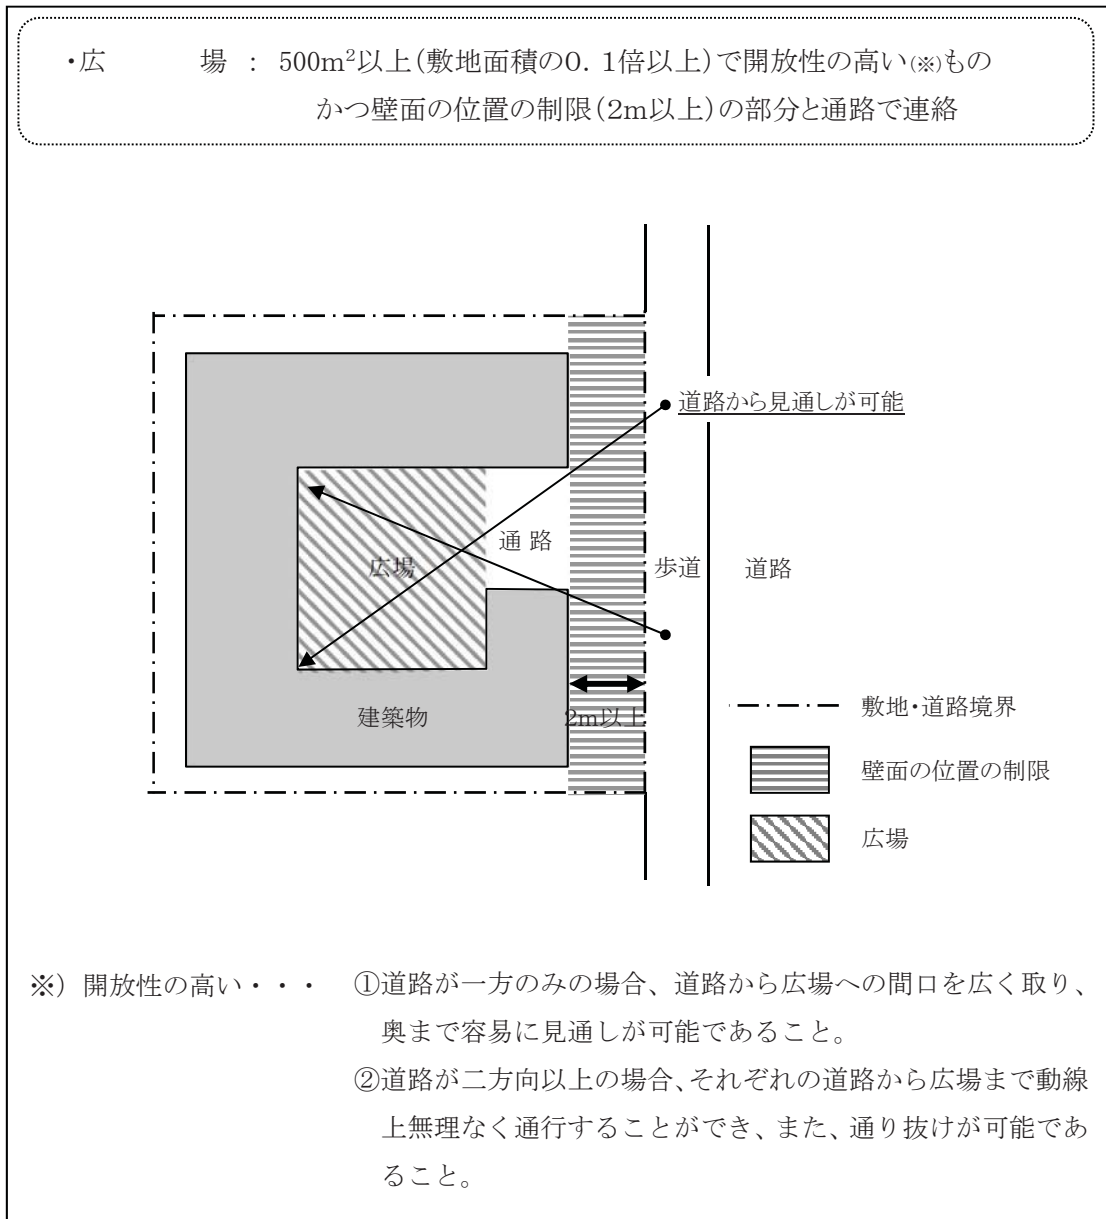 ・広　　　場 ： 500m²以上(敷地面積の0．1倍以上)で開放性の高い(※)もの
かつ壁面の位置の制限(2m以上)の部分と通路で連絡
道路から見通しが可能
通 路
広場
歩道
道路
建築物
2m以上
敷地・道路境界
壁面の位置の制限
広場
※）開放性の高い・・・　①道路が一方のみの場合、道路から広場への間口を広く取り、
奥まで容易に見通しが可能であること。
②道路が二方向以上の場合、それぞれの道路から広場まで動線
上無理なく通行することができ、また、通り抜けが可能であ
ること。